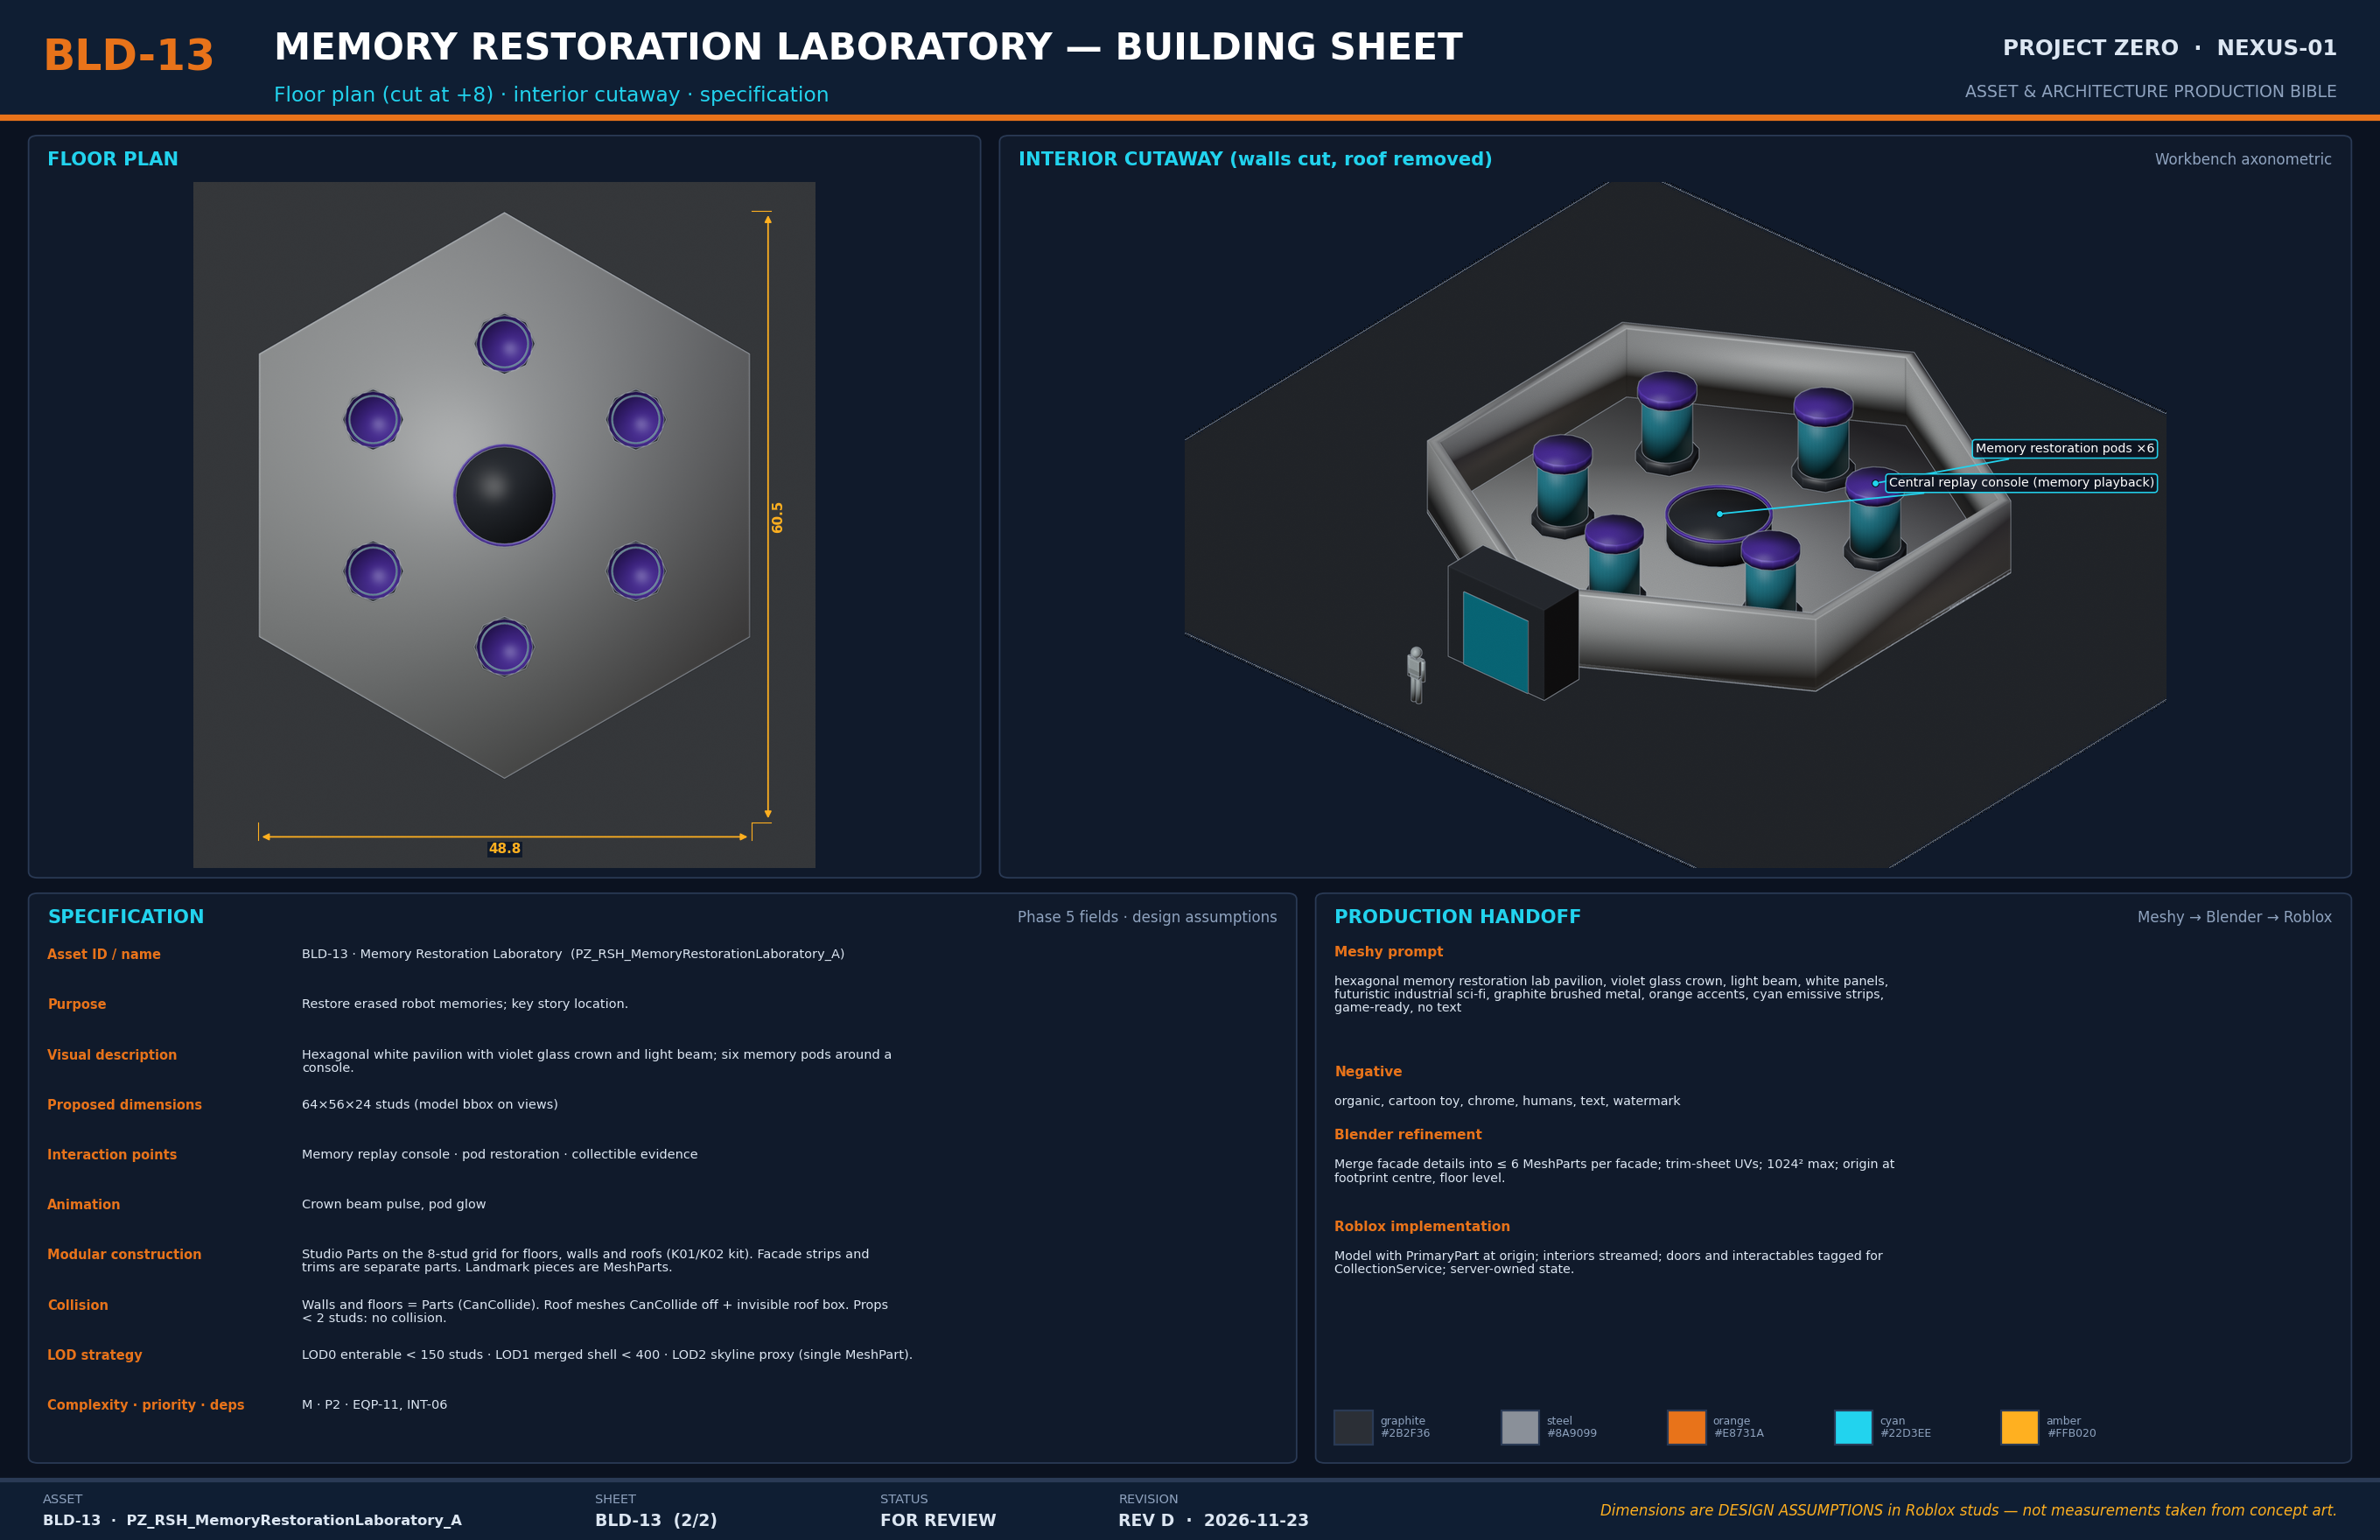 BLD-13
MEMORY RESTORATION LABORATORY — BUILDING SHEET
Floor plan (cut at +8) · interior cutaway · specification
PROJECT ZERO · NEXUS-01
ASSET & ARCHITECTURE PRODUCTION BIBLE
FLOOR PLAN
60.5
48.8
INTERIOR CUTAWAY (walls cut, roof removed)
Workbench axonometric
Memory restoration pods ×6
Central replay console (memory playback)
SPECIFICATION
Phase 5 fields · design assumptions
Asset ID / name
BLD-13 · Memory Restoration Laboratory (PZ_RSH_MemoryRestorationLaboratory_A)
Purpose
Restore erased robot memories; key story location.
Visual description
Hexagonal white pavilion with violet glass crown and light beam; six memory pods around a
console.
Proposed dimensions
64×56×24 studs (model bbox on views)
Interaction points
Memory replay console · pod restoration · collectible evidence
Animation
Crown beam pulse, pod glow
Modular construction
Studio Parts on the 8-stud grid for floors, walls and roofs (K01/K02 kit). Facade strips and
trims are separate parts. Landmark pieces are MeshParts.
Collision
Walls and floors = Parts (CanCollide). Roof meshes CanCollide off + invisible roof box. Props
< 2 studs: no collision.
LOD strategy
LOD0 enterable < 150 studs · LOD1 merged shell < 400 · LOD2 skyline proxy (single MeshPart).
Complexity · priority · deps
M · P2 · EQP-11, INT-06
PRODUCTION HANDOFF
Meshy → Blender → Roblox
Meshy prompt
hexagonal memory restoration lab pavilion, violet glass crown, light beam, white panels,
futuristic industrial sci-fi, graphite brushed metal, orange accents, cyan emissive strips,
game-ready, no text
Negative
organic, cartoon toy, chrome, humans, text, watermark
Blender refinement
Merge facade details into ≤ 6 MeshParts per facade; trim-sheet UVs; 1024² max; origin at
footprint centre, floor level.
Roblox implementation
Model with PrimaryPart at origin; interiors streamed; doors and interactables tagged for
CollectionService; server-owned state.
graphite
#2B2F36
steel
#8A9099
orange
#E8731A
cyan
#22D3EE
amber
#FFB020
ASSET
BLD-13 · PZ_RSH_MemoryRestorationLaboratory_A
SHEET
BLD-13 (2/2)
STATUS
FOR REVIEW
REVISION
REV D · 2026-11-23
Dimensions are DESIGN ASSUMPTIONS in Roblox studs — not measurements taken from concept art.